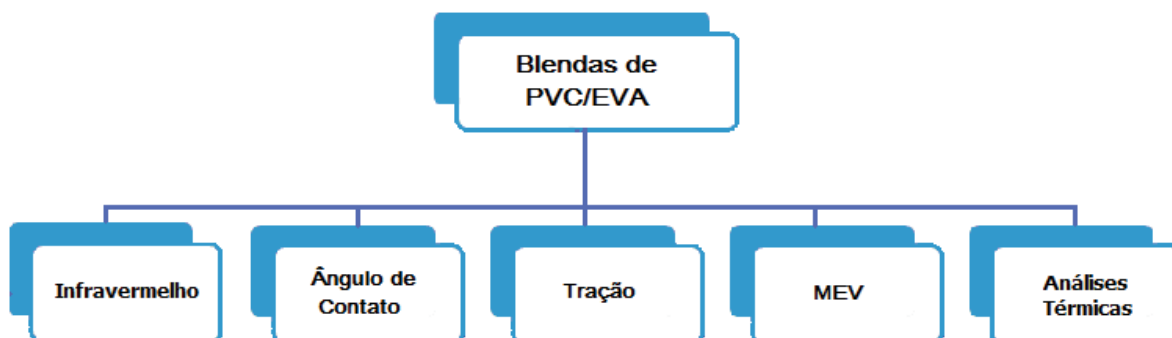 Blendas de
PVC/EVA
Infravermelho
Ângulo de
Contato
Tração
MEV
Análises
Térmicas